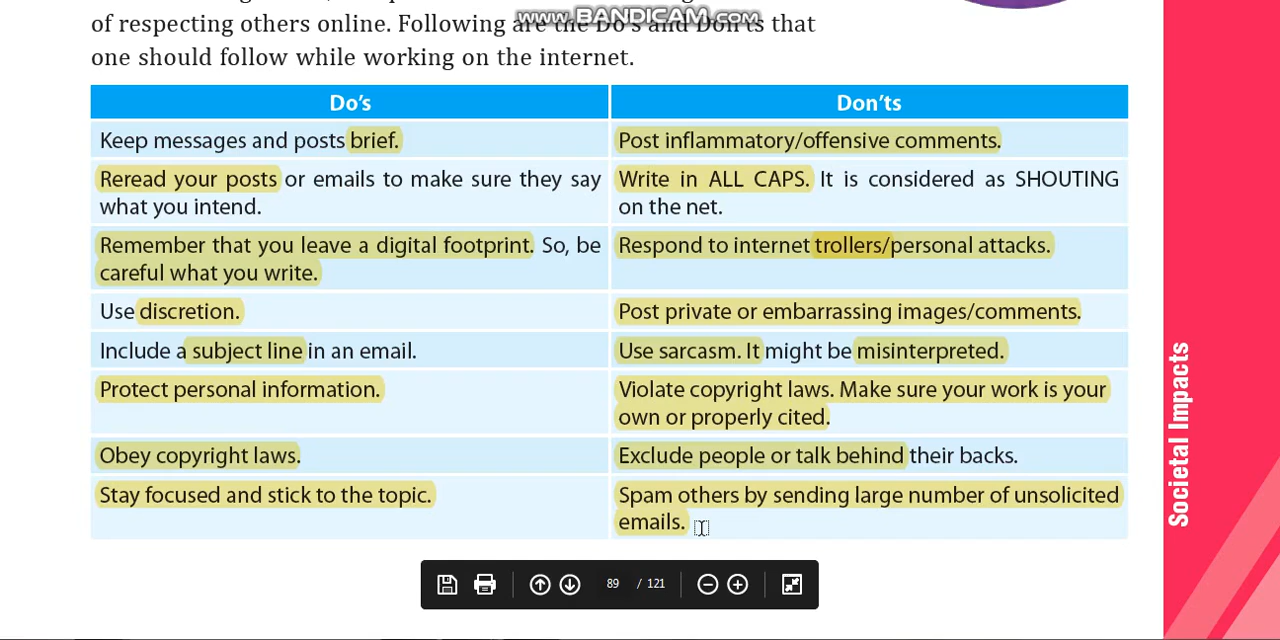 www.BANDICAM.com
of respecting others online. Following are the Do's and Don'ts that
one should follow while working on the internet.
Do's
Don'ts
Keep messages and posts brief.
Post inflammatory/offensive comments.
Reread your posts or emails to make sure they say
what you intend.
Write in ALL CAPS. It is considered as SHOUTING
on the net.
Remember that you leave a digital footprint. So, be
careful what you write.
Respond to internet trollers/personal attacks.
Use discretion.
Post private or embarrassing images/comments.
Include a subject line in an email.
Use sarcasm. It might be misinterpreted.
Protect personal information.
Violate copyright laws. Make sure your work is your
own or properly cited.
Obey copyright laws.
Exclude people or talk behind their backs.
Stay focused and stick to the topic.
Spam others by sending large number of unsolicited
emails.
Societal Impacts
89 / 121